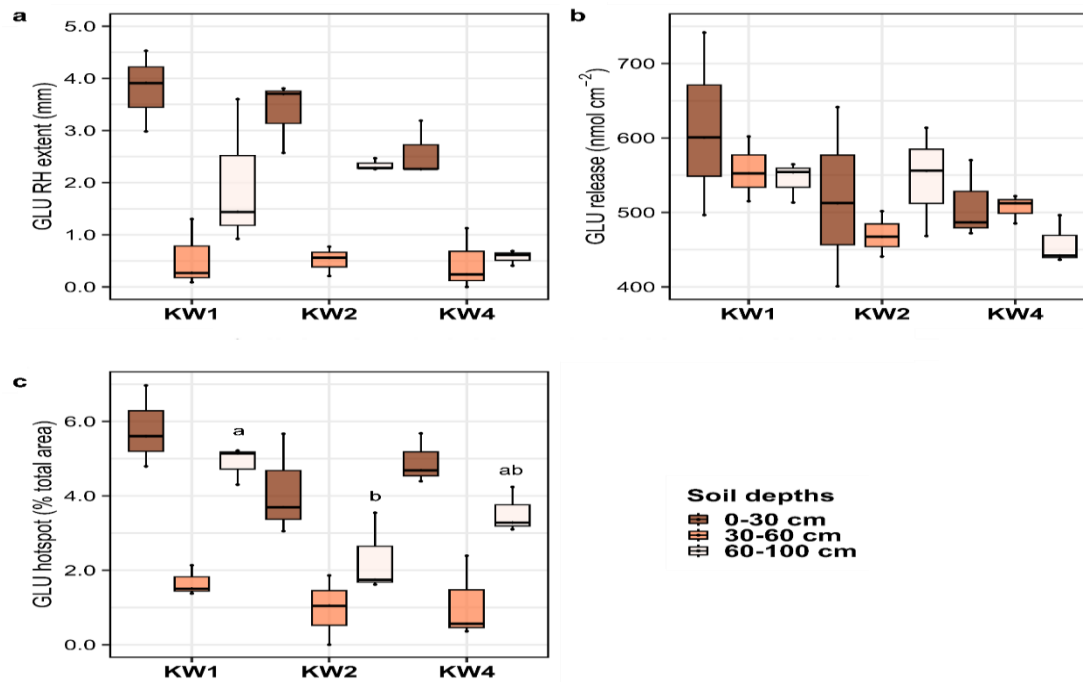 a
5.0
4.0
3.0
2.0
1.0
0.0
GLU RH extent (mm)
KW1 KW2 KW4
b
700
600
500
400
GLU release (nmol cm⁻²)
KW1 KW2 KW4
c
6.0
4.0
2.0
0.0
GLU hotspot (% total area)
a
b
ab
KW1 KW2 KW4
Soil depths
0-30 cm
30-60 cm
60-100 cm